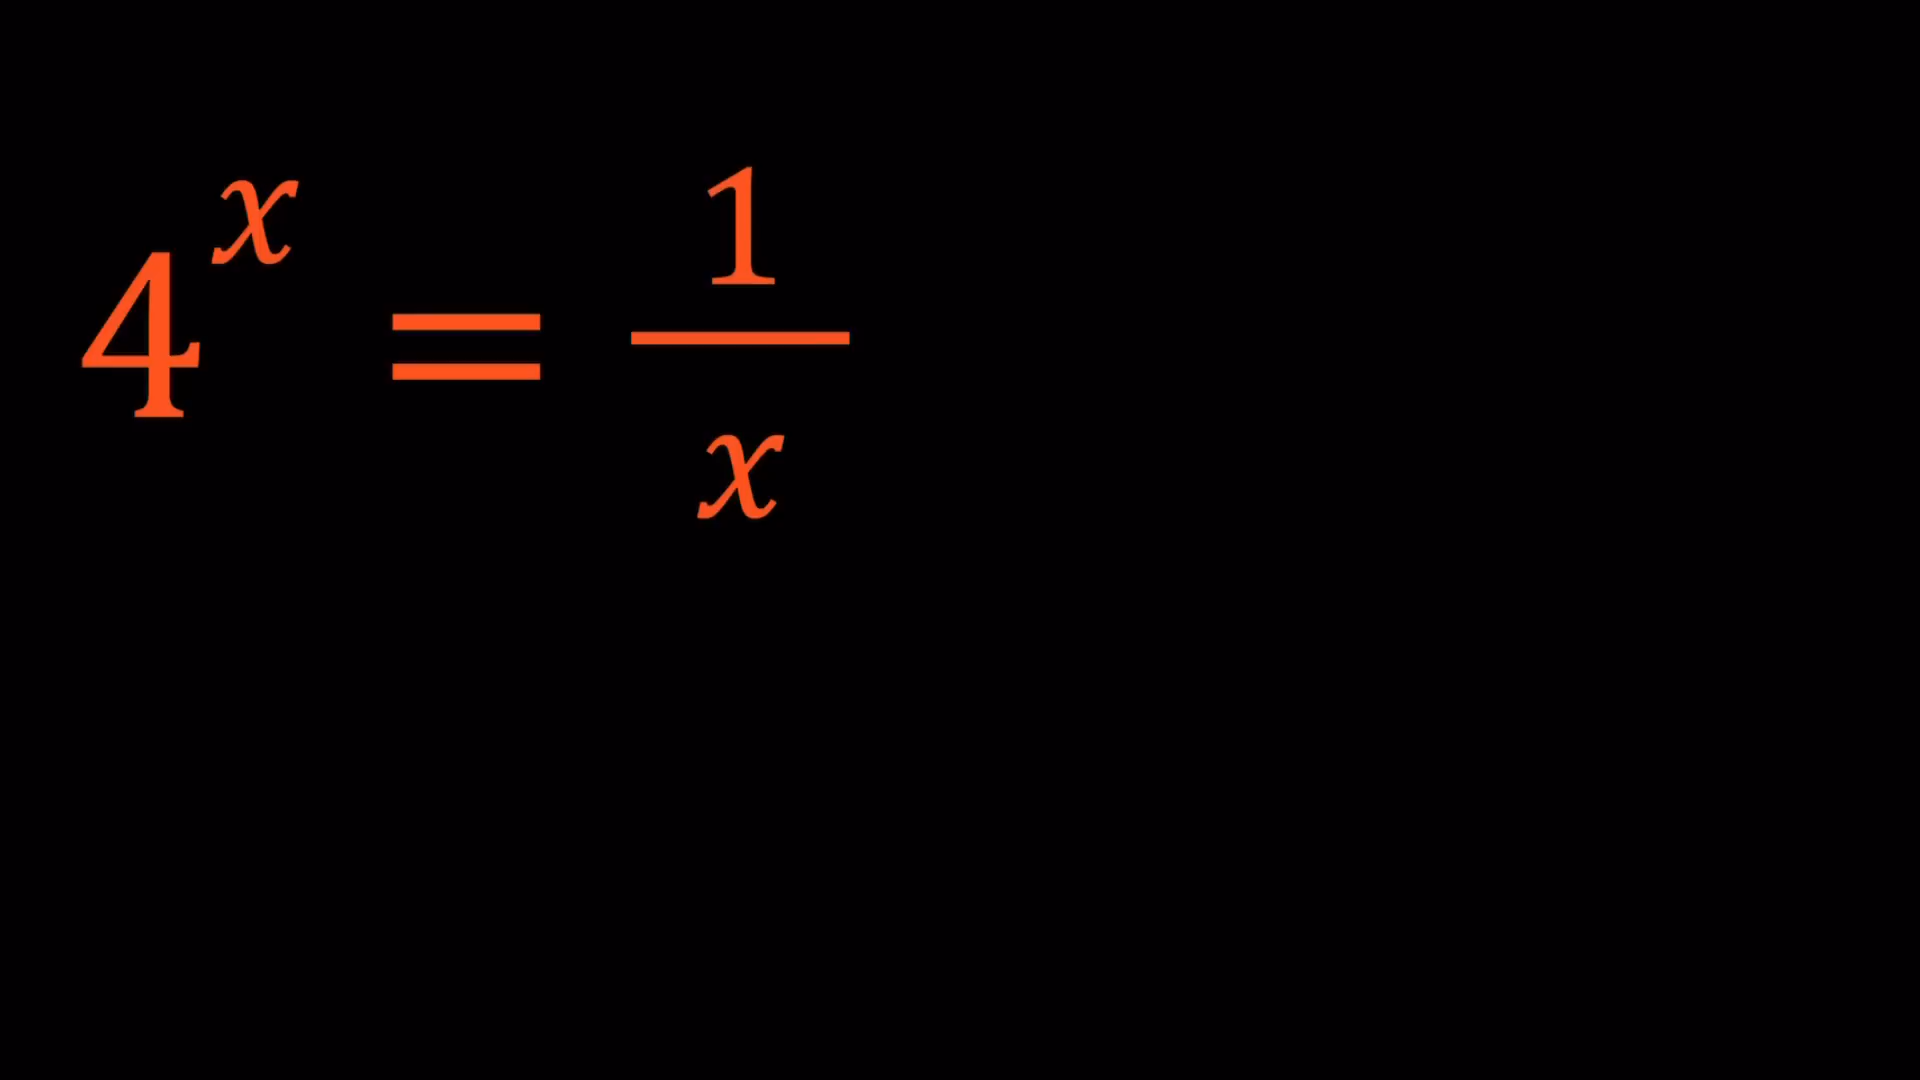 4^x = 1/x